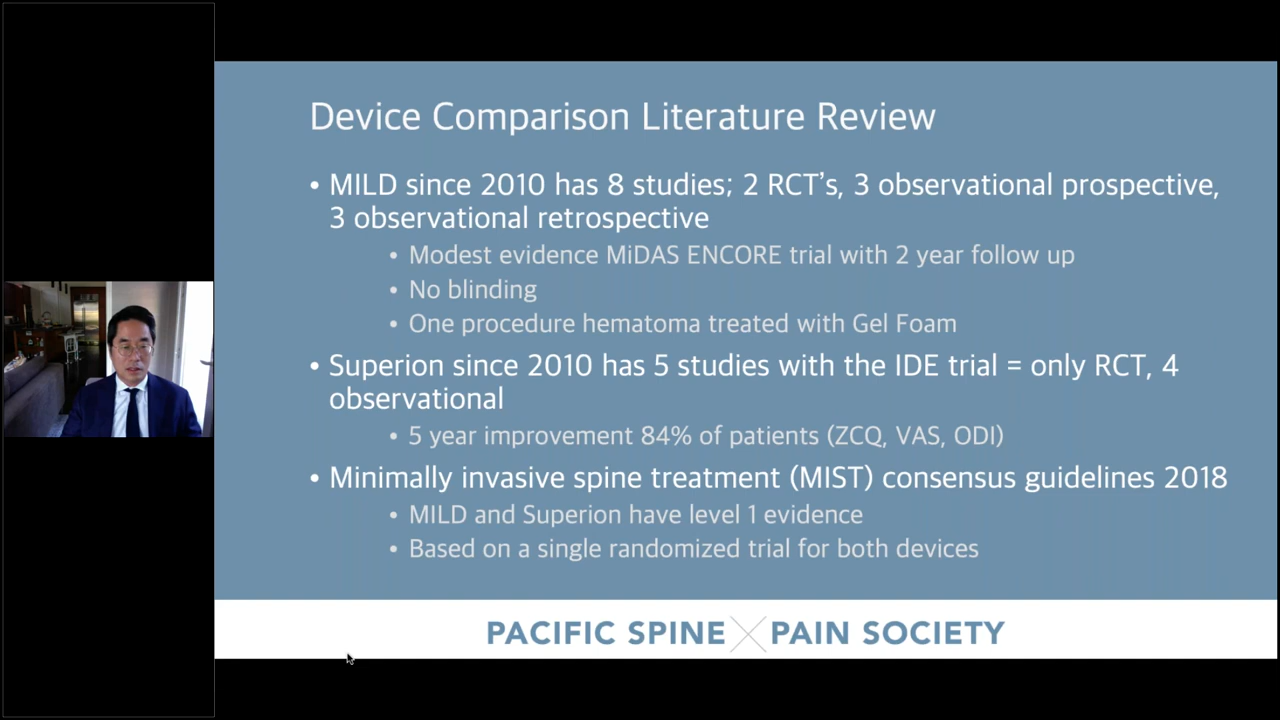 Device Comparison Literature Review
• MILD since 2010 has 8 studies; 2 RCT's, 3 observational prospective,
3 observational retrospective
• Modest evidence MiDAS ENCORE trial with 2 year follow up
• No blinding
• One procedure hematoma treated with Gel Foam
• Superion since 2010 has 5 studies with the IDE trial = only RCT, 4
observational
• 5 year improvement 84% of patients (ZCQ, VAS, ODI)
• Minimally invasive spine treatment (MIST) consensus guidelines 2018
• MILD and Superion have level 1 evidence
• Based on a single randomized trial for both devices
PACIFIC SPINE PAIN SOCIETY